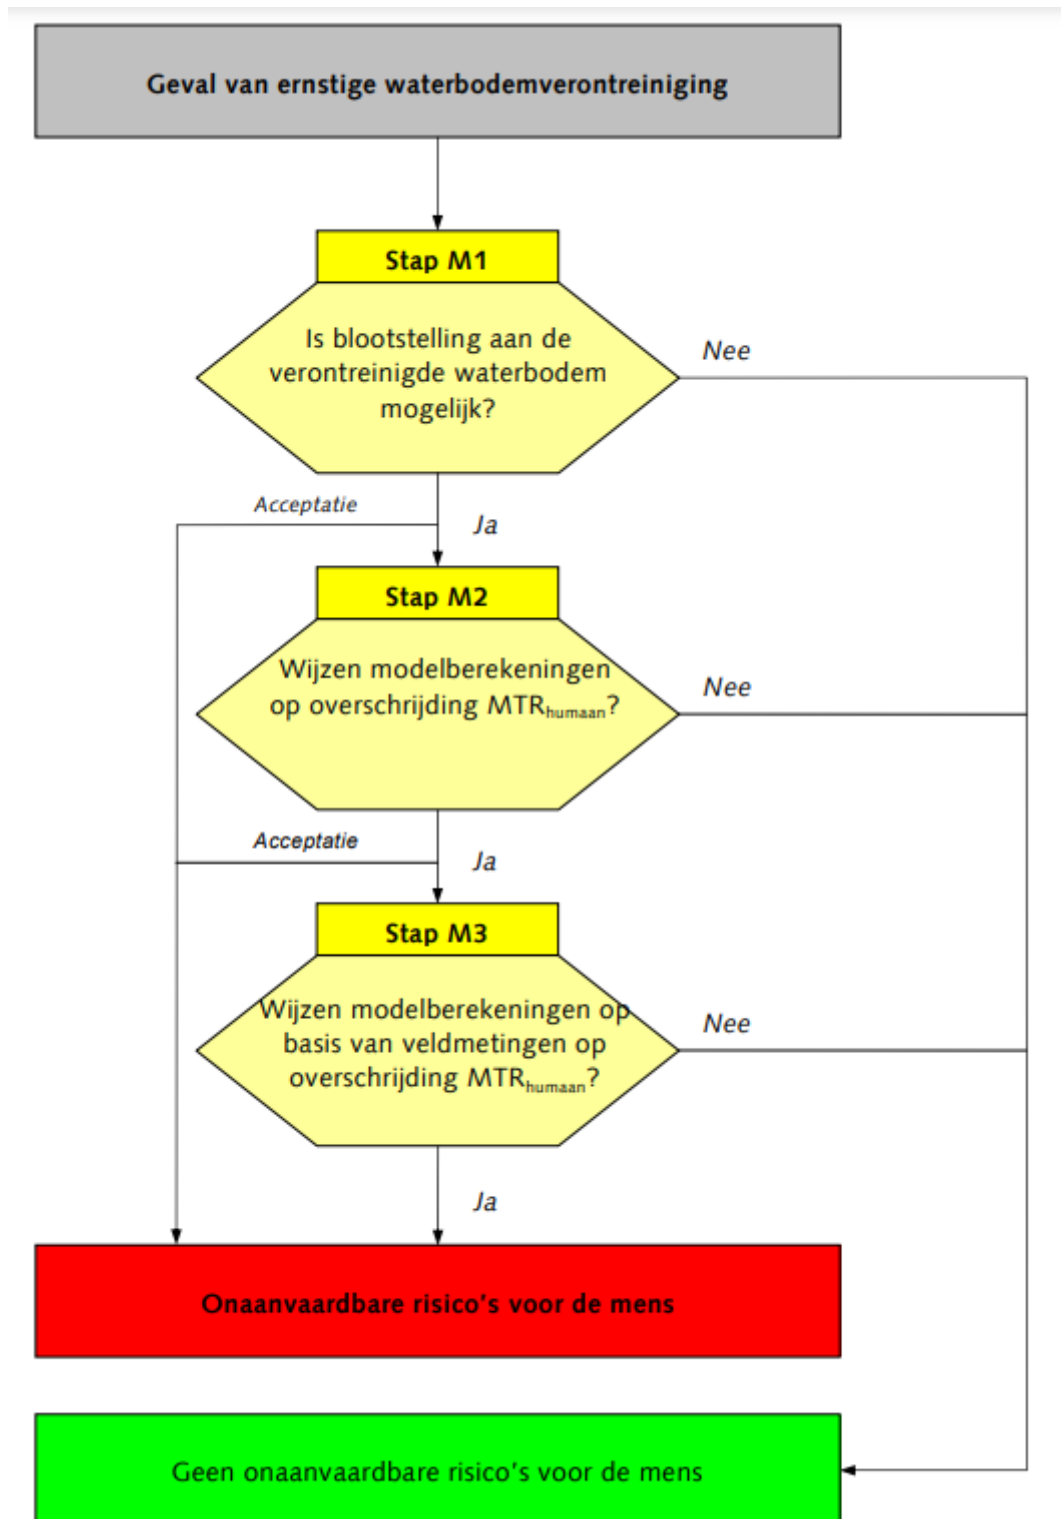 Geval van ernstige waterbodemverontreiniging
Stap M1
Is blootstelling aan de
verontreinigde waterbodem
mogelijk?
Nee
Acceptatie
Ja
Stap M2
Wijzen modelberekeningen
op overschrijding MTRhumaan?
Nee
Acceptatie
Ja
Stap M3
Wijzen modelberekeningen op
basis van veldmetingen op
overschrijding MTRhumaan?
Nee
Ja
Onaanvaardbare risico's voor de mens
Geen onaanvaardbare risico's voor de mens